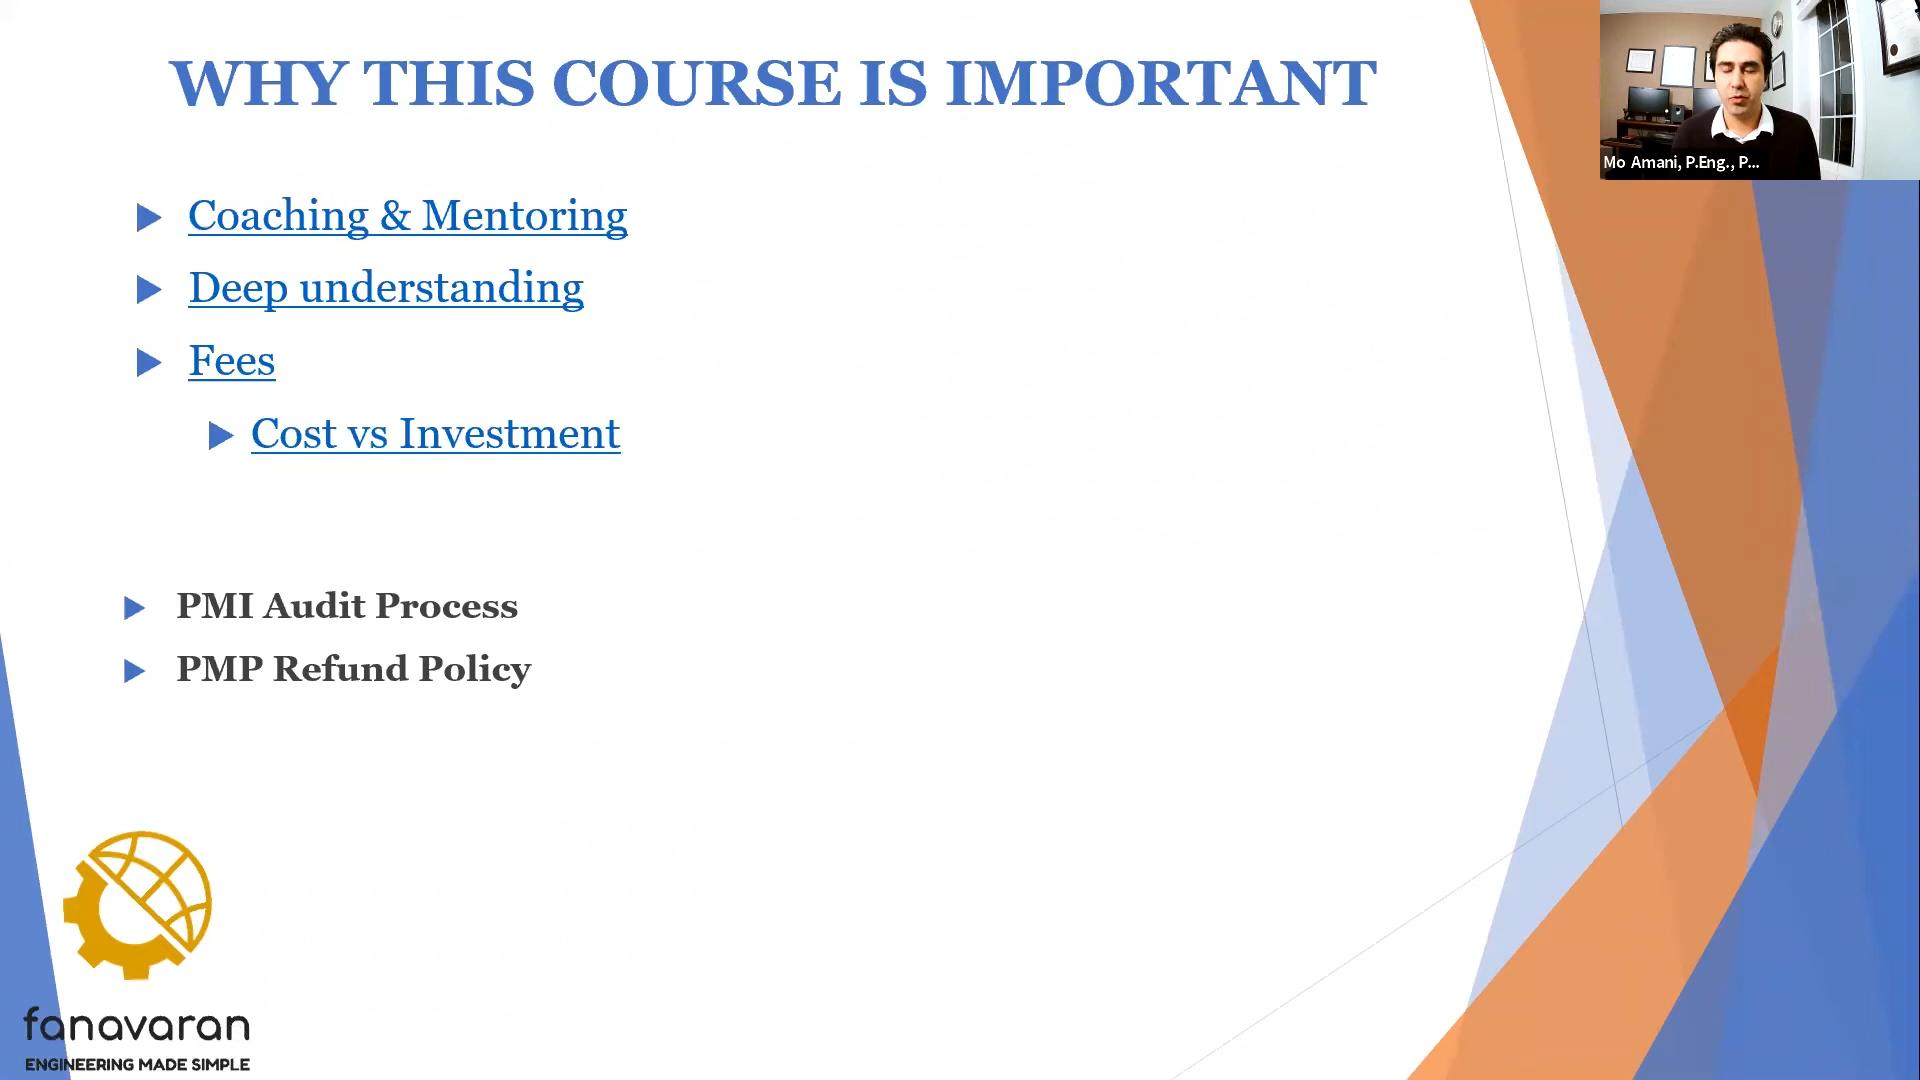 WHY THIS COURSE IS IMPORTANT
Mo Amani, P.Eng., P...
Coaching & Mentoring
Deep understanding
Fees
Cost vs Investment
PMI Audit Process
PMP Refund Policy
fanavaran
ENGINEERING MADE SIMPLE